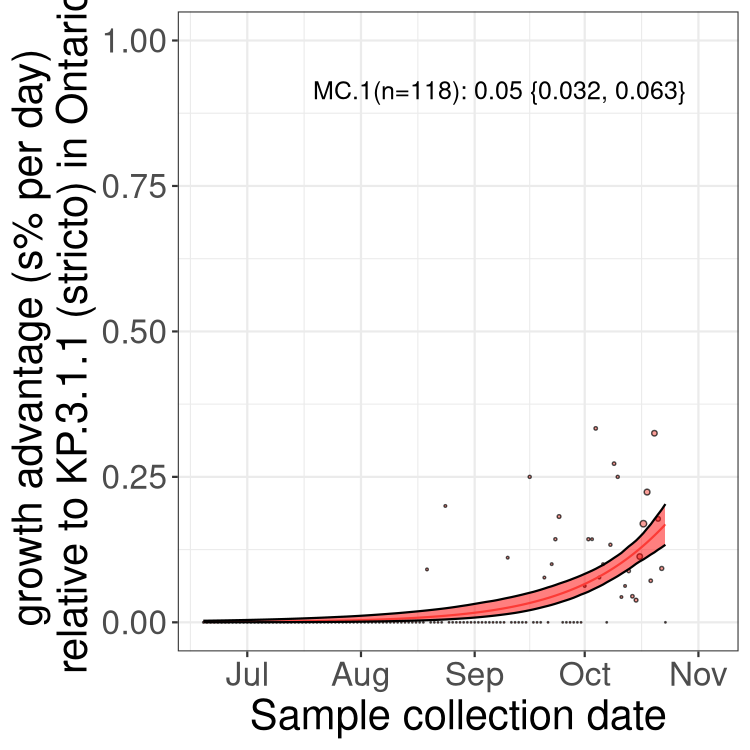 growth advantage (s% per day)
relative to KP.3.1.1 (stricto) in Ontario
1.00
0.75
0.50
0.25
0.00
MC.1(n=118): 0.05 {0.032, 0.063}
Jul Aug Sep Oct Nov
Sample collection date